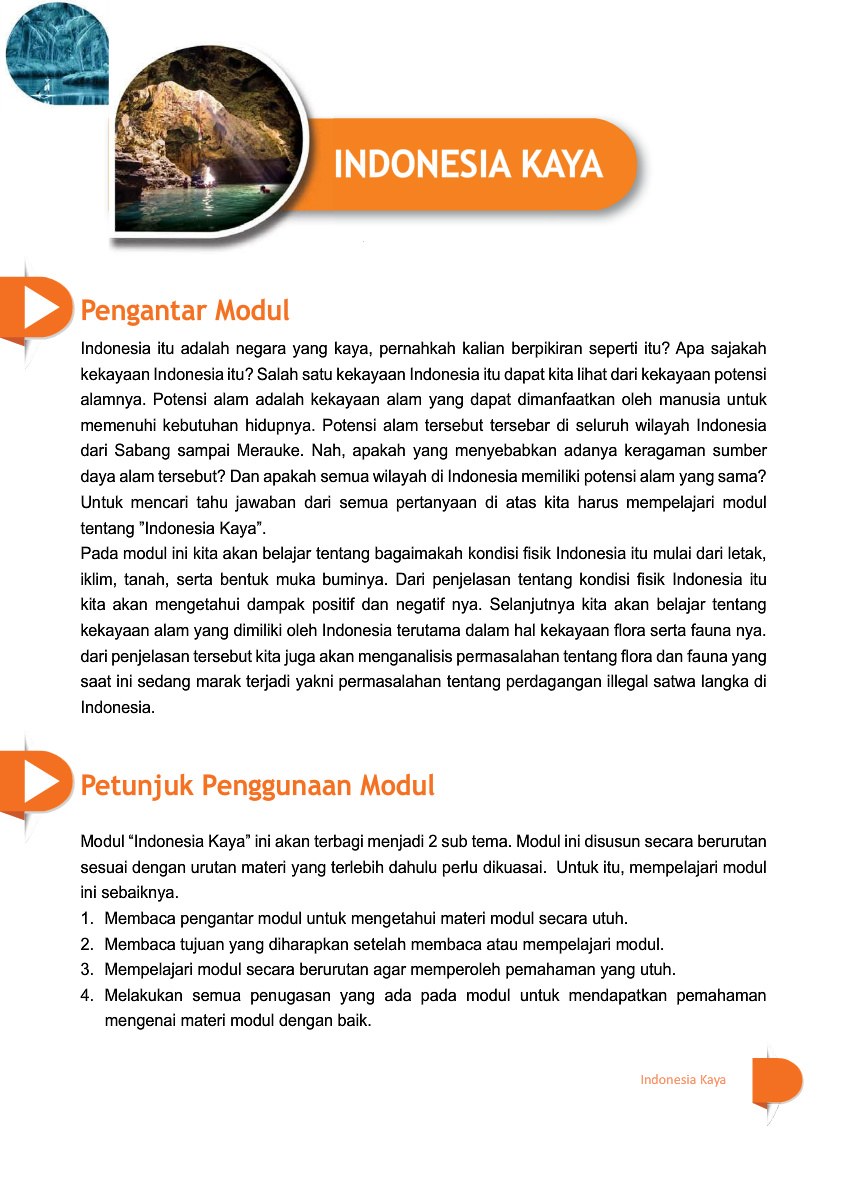 INDONESIA KAYA
Pengantar Modul
Indonesia itu adalah negara yang kaya, pernahkah kalian berpikiran seperti itu? Apa sajakah
kekayaan Indonesia itu? Salah satu kekayaan Indonesia itu dapat kita lihat dari kekayaan potensi
alamnya. Potensi alam adalah kekayaan alam yang dapat dimanfaatkan oleh manusia untuk
memenuhi kebutuhan hidupnya. Potensi alam tersebut tersebar di seluruh wilayah Indonesia
dari Sabang sampai Merauke. Nah, apakah yang menyebabkan adanya keragaman sumber
daya alam tersebut? Dan apakah semua wilayah di Indonesia memiliki potensi alam yang sama?
Untuk mencari tahu jawaban dari semua pertanyaan di atas kita harus mempelajari modul
tentang ”Indonesia Kaya”.
Pada modul ini kita akan belajar tentang bagaimakah kondisi fisik Indonesia itu mulai dari letak,
iklim, tanah, serta bentuk muka buminya. Dari penjelasan tentang kondisi fisik Indonesia itu
kita akan mengetahui dampak positif dan negatif nya. Selanjutnya kita akan belajar tentang
kekayaan alam yang dimiliki oleh Indonesia terutama dalam hal kekayaan flora serta fauna nya.
dari penjelasan tersebut kita juga akan menganalisis permasalahan tentang flora dan fauna yang
saat ini sedang marak terjadi yakni permasalahan tentang perdagangan illegal satwa langka di
Indonesia.
Petunjuk Penggunaan Modul
Modul “Indonesia Kaya” ini akan terbagi menjadi 2 sub tema. Modul ini disusun secara berurutan
sesuai dengan urutan materi yang terlebih dahulu perlu dikuasai.  Untuk itu, mempelajari modul
ini sebaiknya.
1. Membaca pengantar modul untuk mengetahui materi modul secara utuh.
2. Membaca tujuan yang diharapkan setelah membaca atau mempelajari modul.
3. Mempelajari modul secara berurutan agar memperoleh pemahaman yang utuh.
4. Melakukan semua penugasan yang ada pada modul untuk mendapatkan pemahaman
mengenai materi modul dengan baik.
Indonesia Kaya